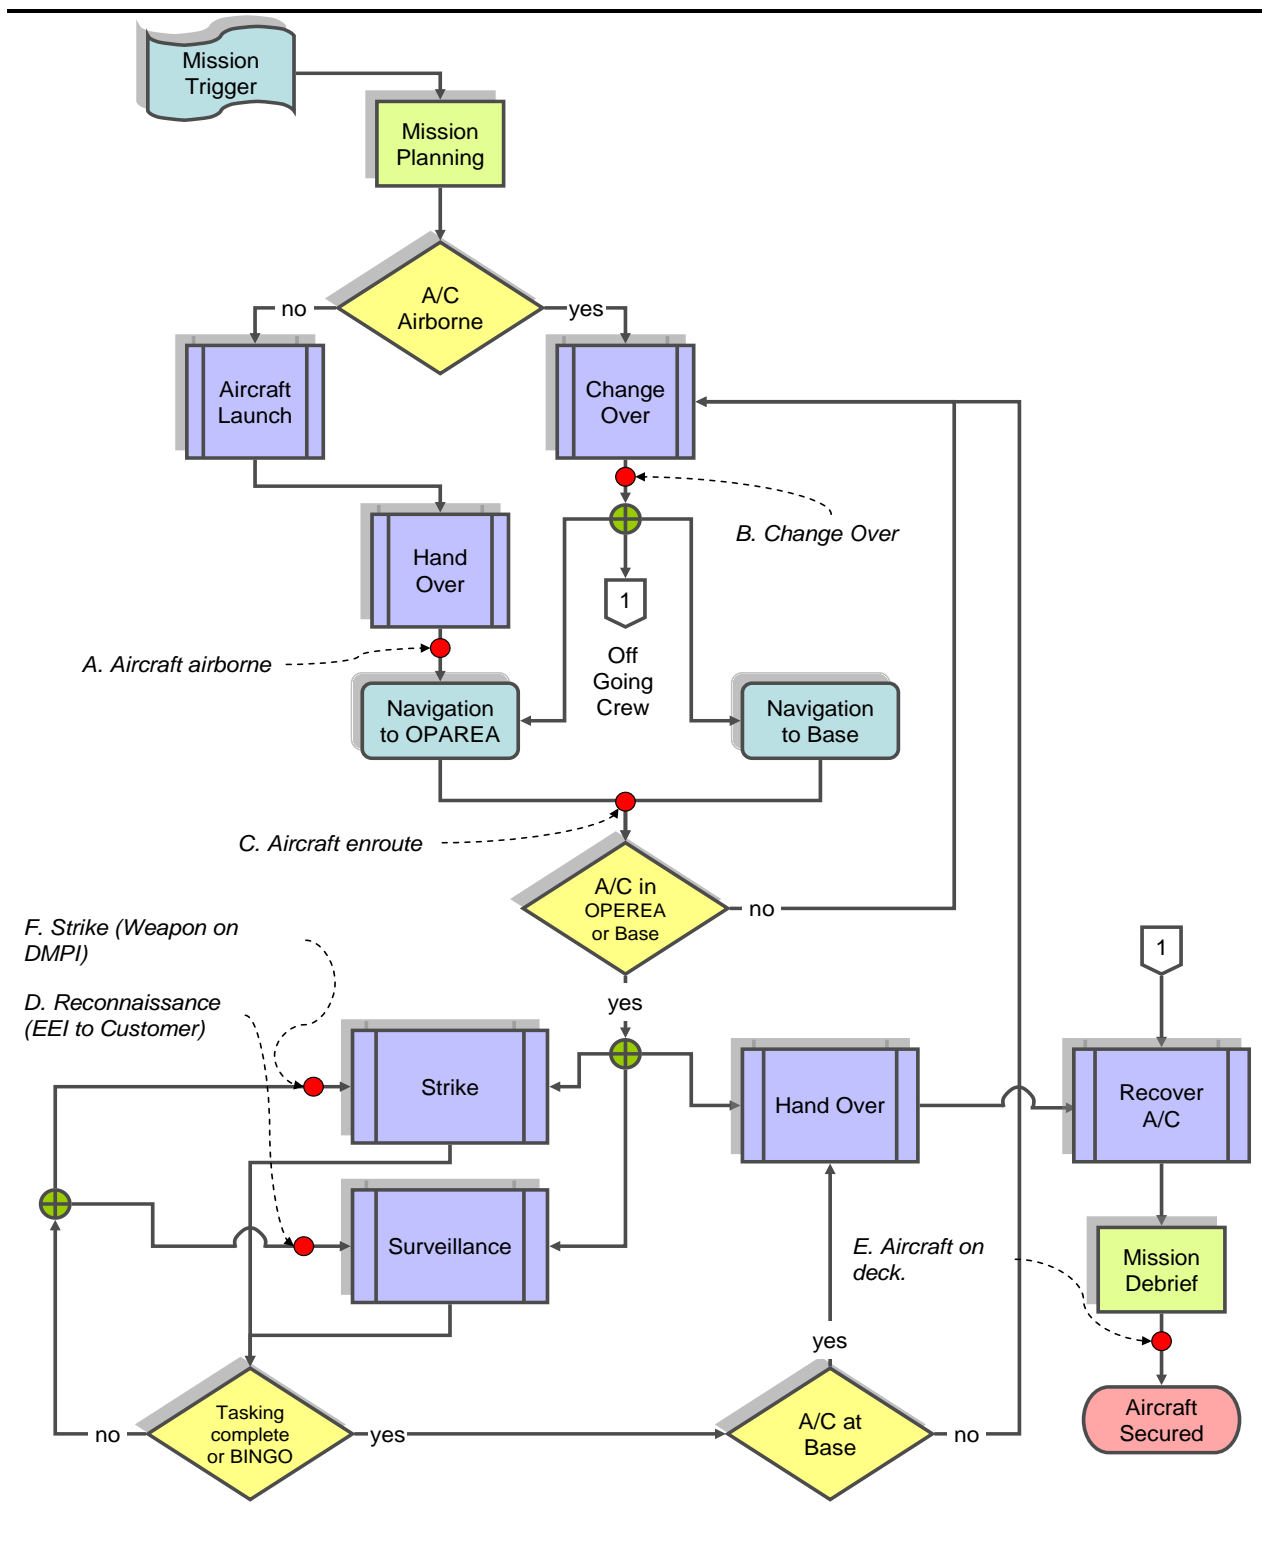 Mission
Trigger
Mission
Planning
A/C
Airborne
no
yes
Aircraft
Launch
Change
Over
Hand
Over
B. Change Over
1
A. Aircraft airborne
Off
Going
Crew
Navigation
to OPAREA
Navigation
to Base
C. Aircraft enroute
A/C in
OPEREA
or Base
no
F. Strike (Weapon on
DMPI)
1
D. Reconnaissance
(EEI to Customer)
yes
Strike
Hand Over
Recover
A/C
Surveillance
E. Aircraft on
deck.
Mission
Debrief
yes
Tasking
complete
or BINGO
no
yes
A/C at
Base
no
Aircraft
Secured